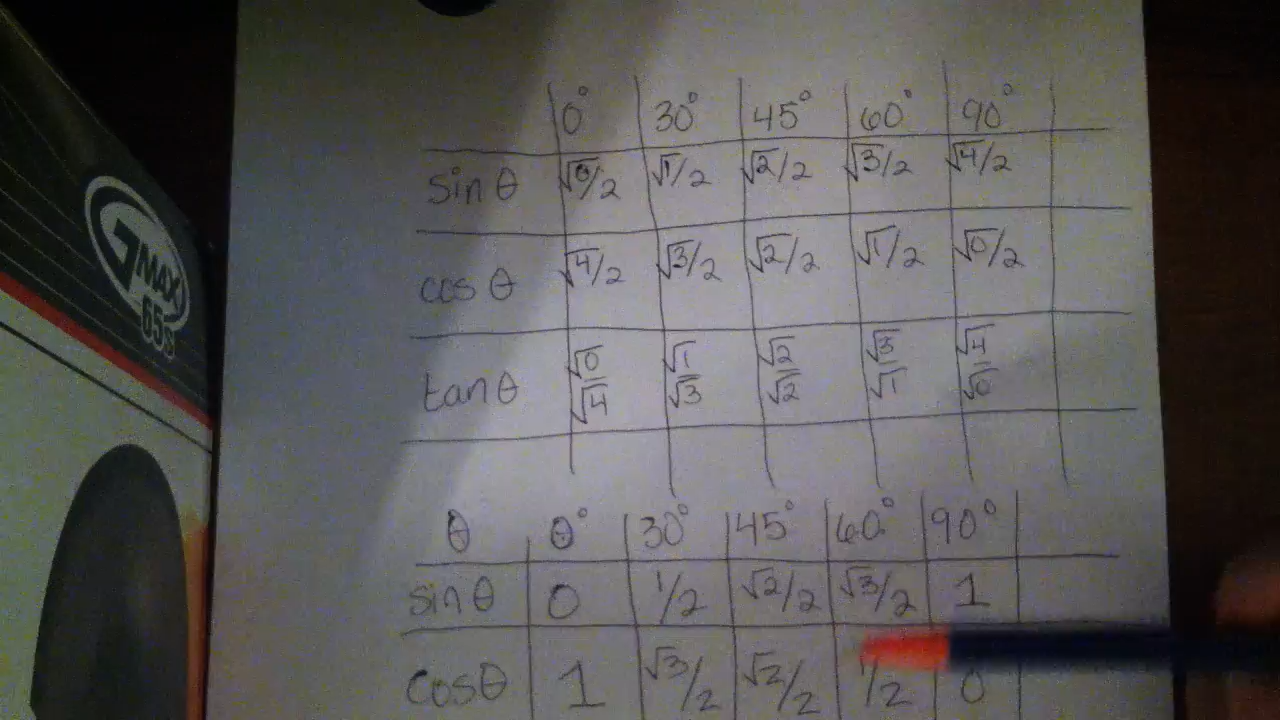 GMAX
65s
0° 30° 45° 60° 90°
sin θ √0/2 √1/2 √2/2 √3/2 √4/2
cos θ √4/2 √3/2 √2/2 √1/2 √0/2
tan θ √0/√4 √1/√3 √2/√2 √3/√1 √4/√0
θ 0° 30° 45° 60° 90°
sin θ 0 1/2 √2/2 √3/2 1
cos θ 1 √3/2 √2/2 1/2 0